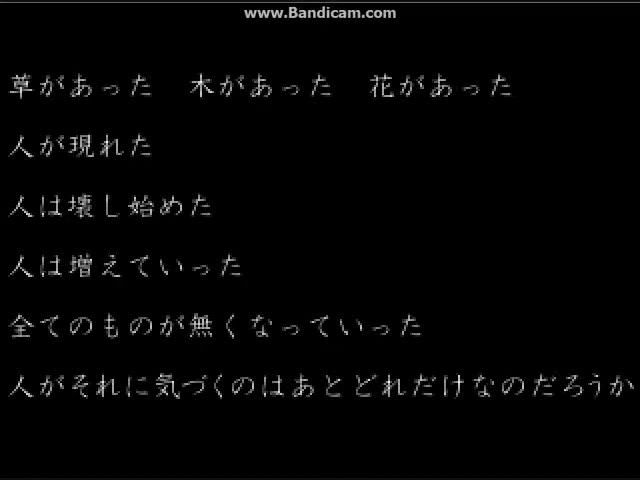 www.Bandicam.com
草があった　木があった　花があった
人が現れた
人は壊し始めた
人は増えていった
全てのものが無くなっていった
人がそれに気づくのはあとどれだけなのだろうか